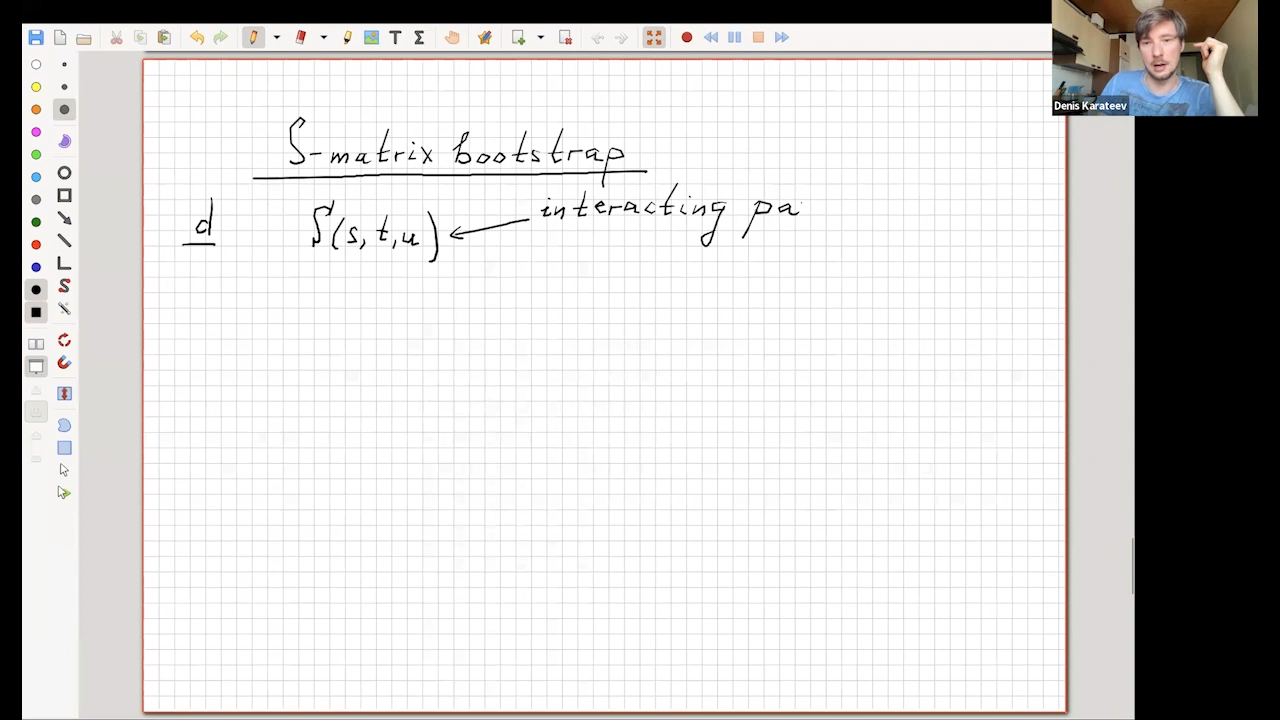 Denis Karateev
S-matrix bootstrap
d S(s, t, u) ← interacting pa